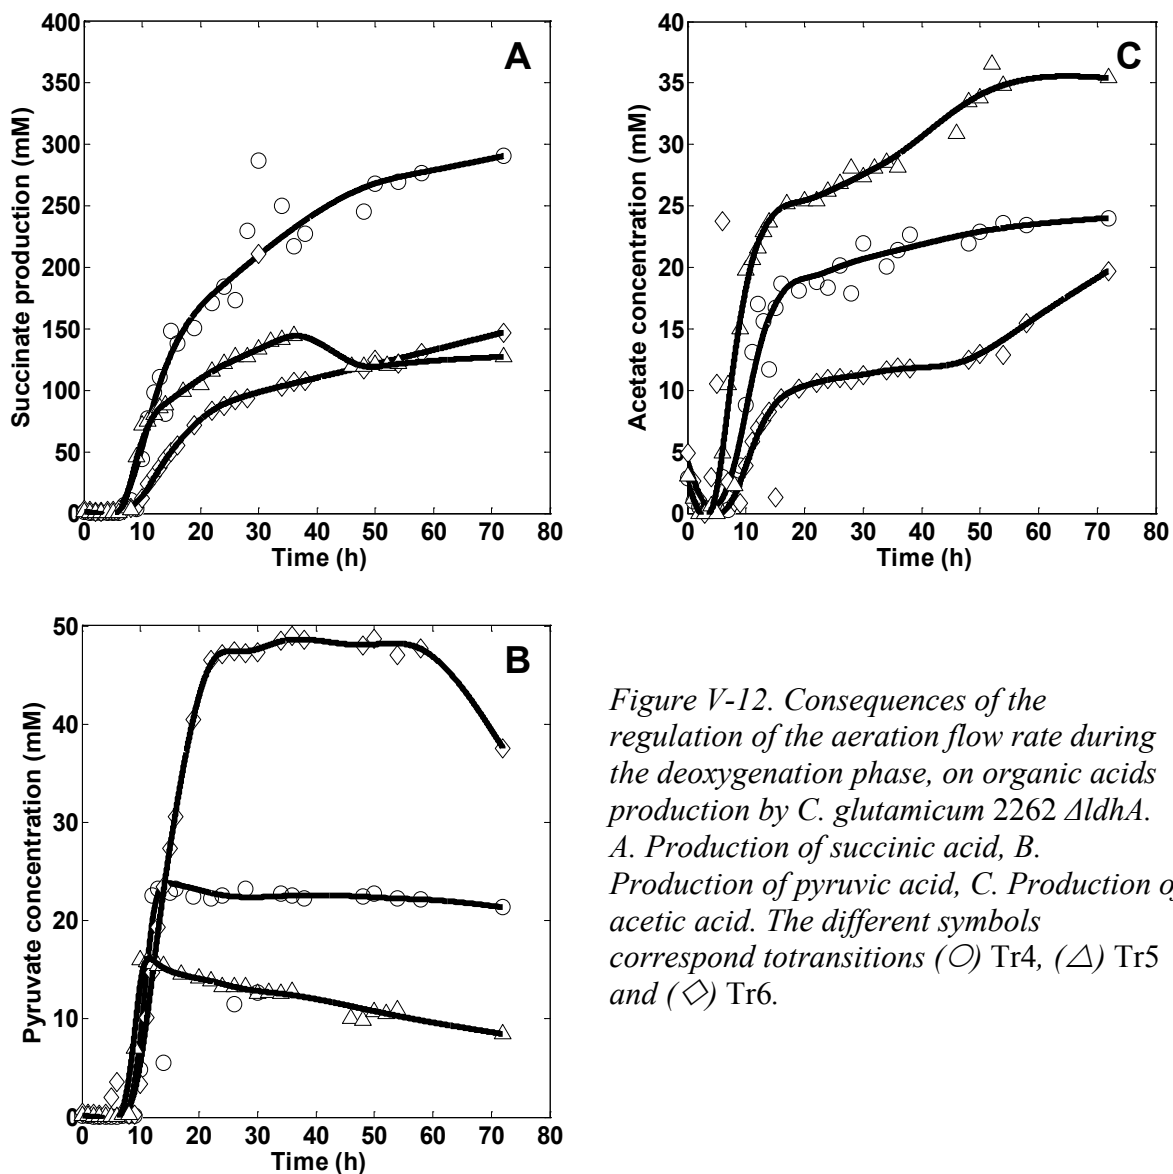 400
350
300
250
200
150
100
50
0
Succinate production (mM)
A
0 10 20 30 40 50 60 70 80
Time (h)
40
35
30
25
20
15
10
5
0
Acetate concentration (mM)
C
0 10 20 30 40 50 60 70 80
Time (h)
50
40
30
20
10
0
Pyruvate concentration (mM)
B
0 10 20 30 40 50 60 70 80
Time (h)
Figure V-12. Consequences of the
regulation of the aeration flow rate during
the deoxygenation phase, on organic acids
production by C. glutamicum 2262 ΔldhA.
A. Production of succinic acid, B.
Production of pyruvic acid, C. Production of
acetic acid. The different symbols
correspond totransitions (○) Tr4, (△) Tr5
and (◇) Tr6.